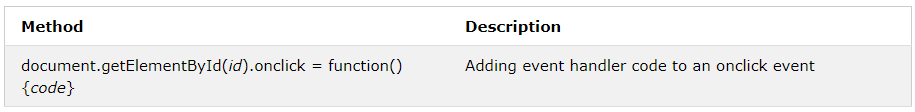 Method Description
document.getElementById(id).onclick = function() Adding event handler code to an onclick event
{code}